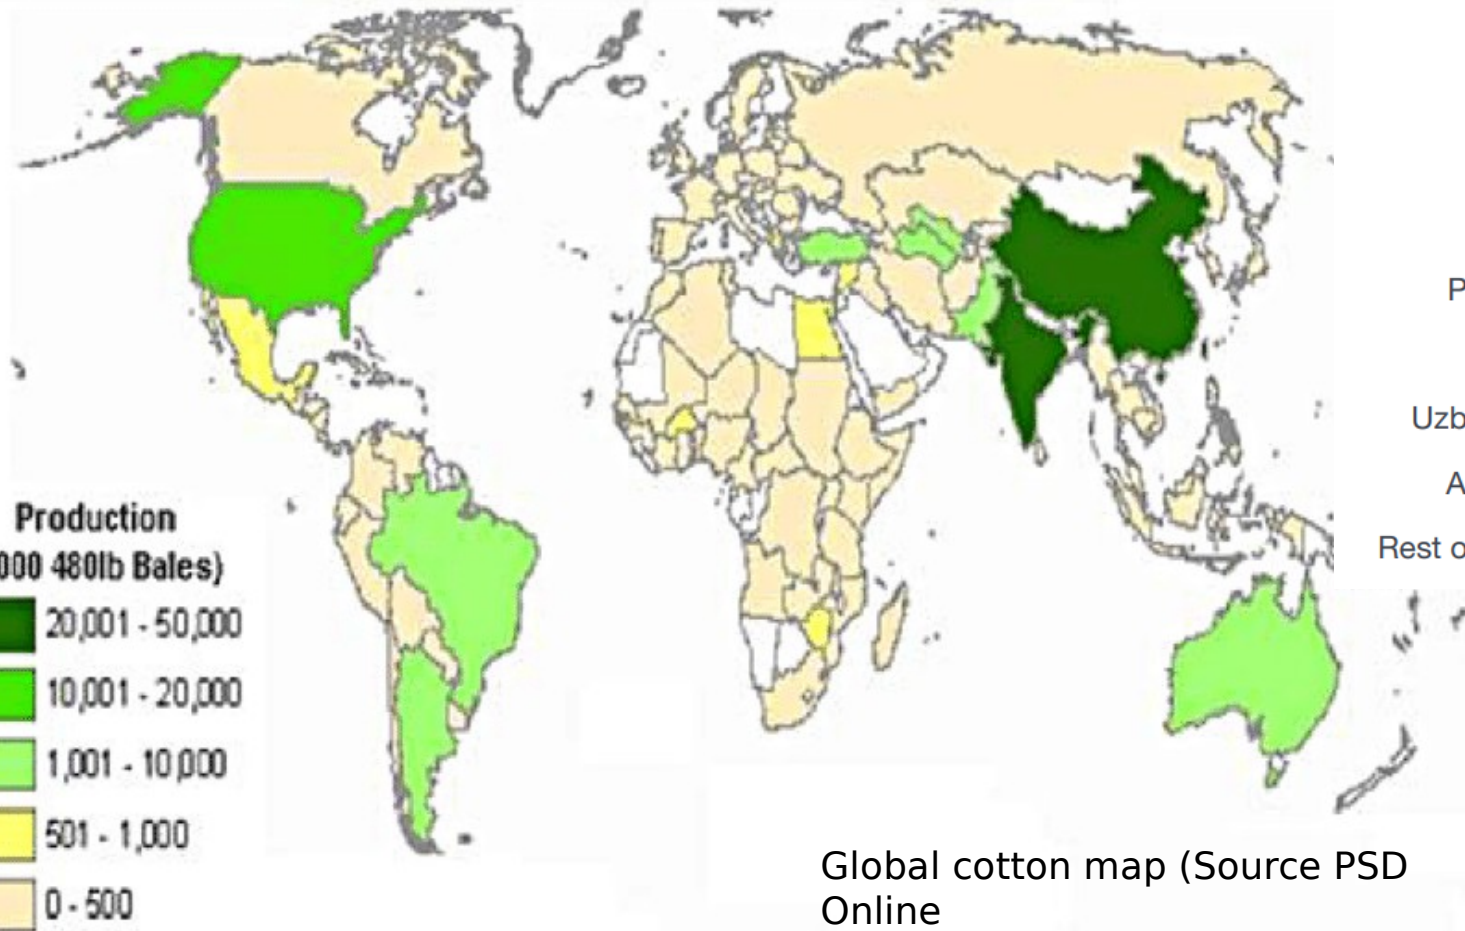 Production
000 480lb Bales)
20,001 - 50,000
10,001 - 20,000
1,001 - 10,000
501 - 1,000
0 - 500
P
Uzb
A
Rest o
Global cotton map (Source PSD
Online